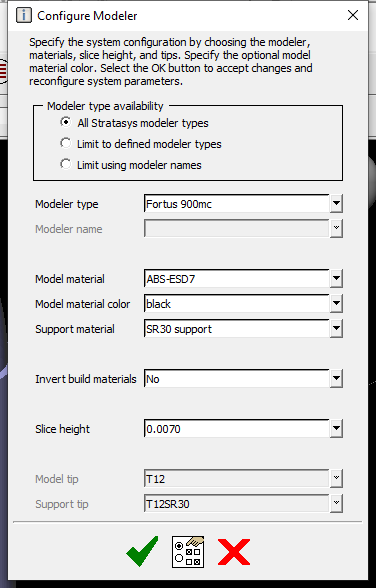 Configure Modeler
Specify the system configuration by choosing the modeler,
materials, slice height, and tips. Specify the optional model
material color. Select the OK button to accept changes and
reconfigure system parameters.
Modeler type availability
All Stratasys modeler types
Limit to defined modeler types
Limit using modeler names
Modeler type Fortus 900mc
Modeler name
Model material ABS-ESD7
Model material color black
Support material SR30 support
Invert build materials No
Slice height 0.0070
Model tip T12
Support tip T12SR30